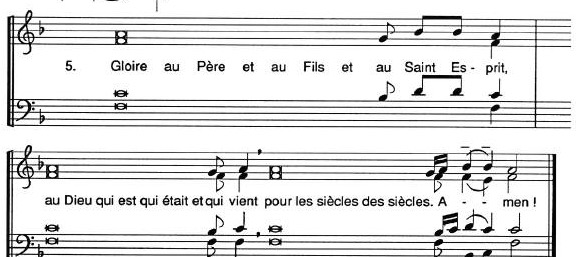 5. Gloire au Père et au Fils et au Saint Es - prit,
au Dieu qui est qui était et qui vient pour les siècles des siècles. A - - men !